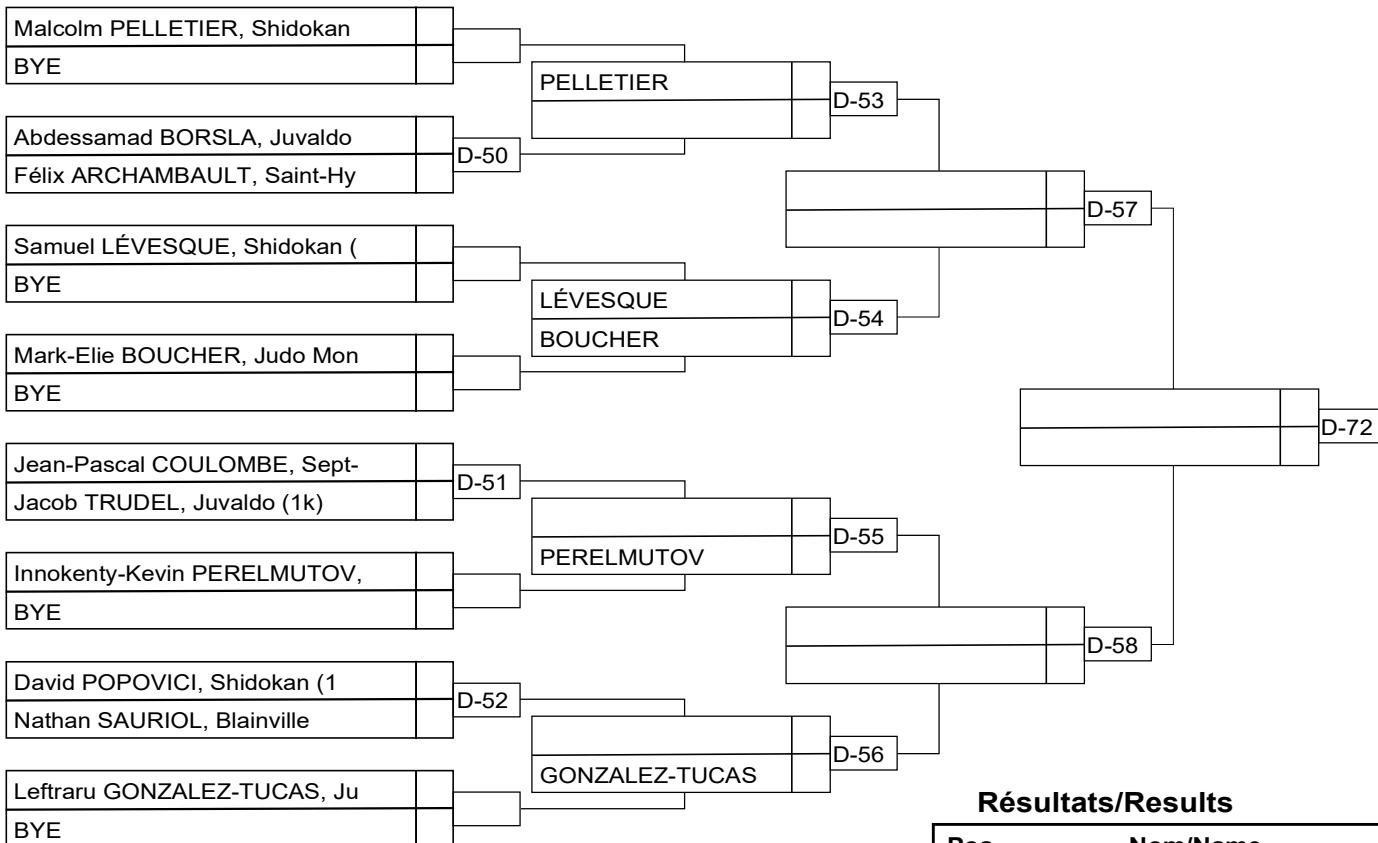 Malcolm PELLETIER, Shidokan
BYE
PELLETIER
D-53
Abdessamad BORSLA, Juvaldo
D-50
Félix ARCHAMBAULT, Saint-Hy
D-57
Samuel LÉVESQUE, Shidokan (
BYE
LÉVESQUE
D-54
BOUCHER
Mark-Elie BOUCHER, Judo Mon
BYE
D-72
Jean-Pascal COULOMBE, Sept-
D-51
Jacob TRUDEL, Juvaldo (1k)
D-55
PERELMUTOV
Innokenty-Kevin PERELMUTOV,
BYE
D-58
David POPOVICI, Shidokan (1
D-52
Nathan SAURIOL, Blainville
D-56
GONZALEZ-TUCAS
Leftraru GONZALEZ-TUCAS, Ju
BYE
Résultats/Results
Pos
Nom/Name